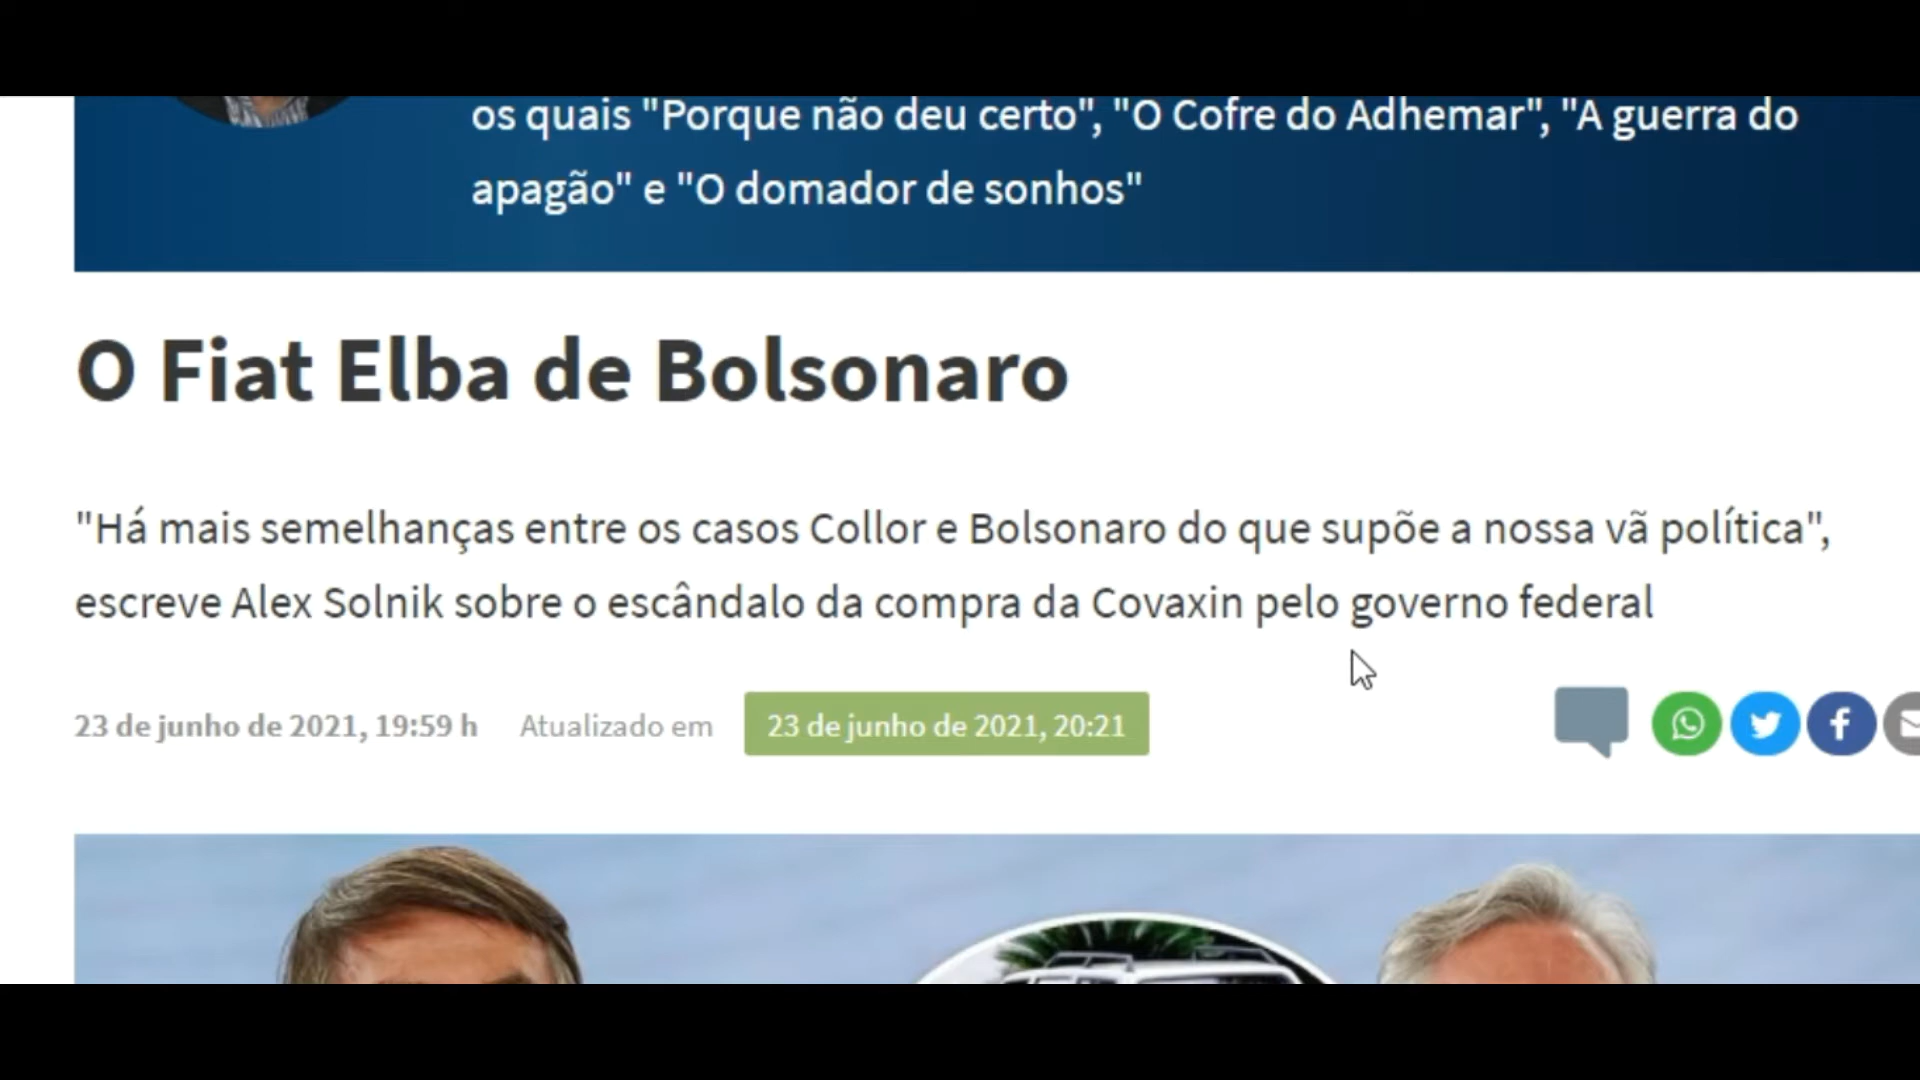 os quais "Porque não deu certo", "O Cofre do Adhemar", "A guerra do
apagão" e "O domador de sonhos"
O Fiat Elba de Bolsonaro
"Há mais semelhanças entre os casos Collor e Bolsonaro do que supõe a nossa vã política",
escreve Alex Solnik sobre o escândalo da compra da Covaxin pelo governo federal
23 de junho de 2021, 19:59 h Atualizado em 23 de junho de 2021, 20:21